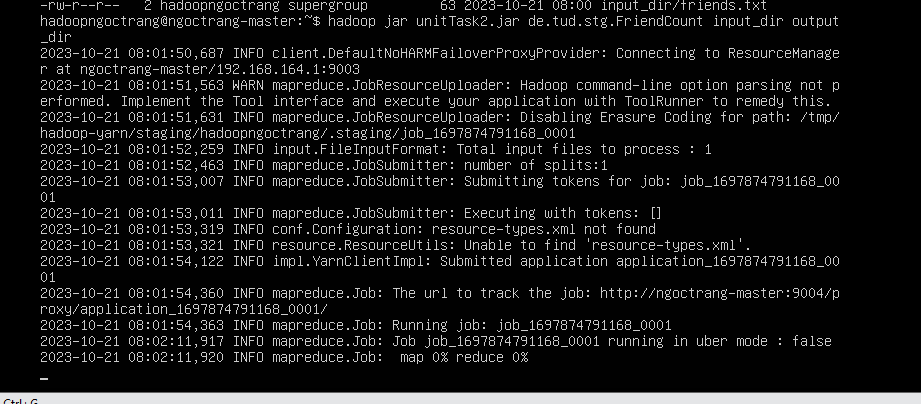 -rw-r--r--   2 hadoopngoctrang supergroup         63 2023-10-21 08:00 input_dir/friends.txt
hadoopngoctrang@ngoctrang-master:~$ hadoop jar unitTask2.jar de.tud.stg.FriendCount input_dir output
_dir
2023-10-21 08:01:50,687 INFO client.DefaultNoHARMFailoverProxyProvider: Connecting to ResourceManage
r at ngoctrang-master/192.168.164.1:9003
2023-10-21 08:01:51,563 WARN mapreduce.JobResourceUploader: Hadoop command-line option parsing not p
erformed. Implement the Tool interface and execute your application with ToolRunner to remedy this.
2023-10-21 08:01:51,631 INFO mapreduce.JobResourceUploader: Disabling Erasure Coding for path: /tmp/
hadoop-yarn/staging/hadoopngoctrang/.staging/job_1697874791168_0001
2023-10-21 08:01:52,259 INFO input.FileInputFormat: Total input files to process : 1
2023-10-21 08:01:52,463 INFO mapreduce.JobSubmitter: number of splits:1
2023-10-21 08:01:53,007 INFO mapreduce.JobSubmitter: Submitting tokens for job: job_1697874791168_00
01
2023-10-21 08:01:53,011 INFO mapreduce.JobSubmitter: Executing with tokens: []
2023-10-21 08:01:53,319 INFO conf.Configuration: resource-types.xml not found
2023-10-21 08:01:53,321 INFO resource.ResourceUtils: Unable to find 'resource-types.xml'.
2023-10-21 08:01:54,122 INFO impl.YarnClientImpl: Submitted application application_1697874791168_00
01
2023-10-21 08:01:54,360 INFO mapreduce.Job: The url to track the job: http://ngoctrang-master:9004/p
roxy/application_1697874791168_0001/
2023-10-21 08:01:54,363 INFO mapreduce.Job: Running job: job_1697874791168_0001
2023-10-21 08:02:11,917 INFO mapreduce.Job: Job job_1697874791168_0001 running in uber mode : false
2023-10-21 08:02:11,920 INFO mapreduce.Job:  map 0% reduce 0%